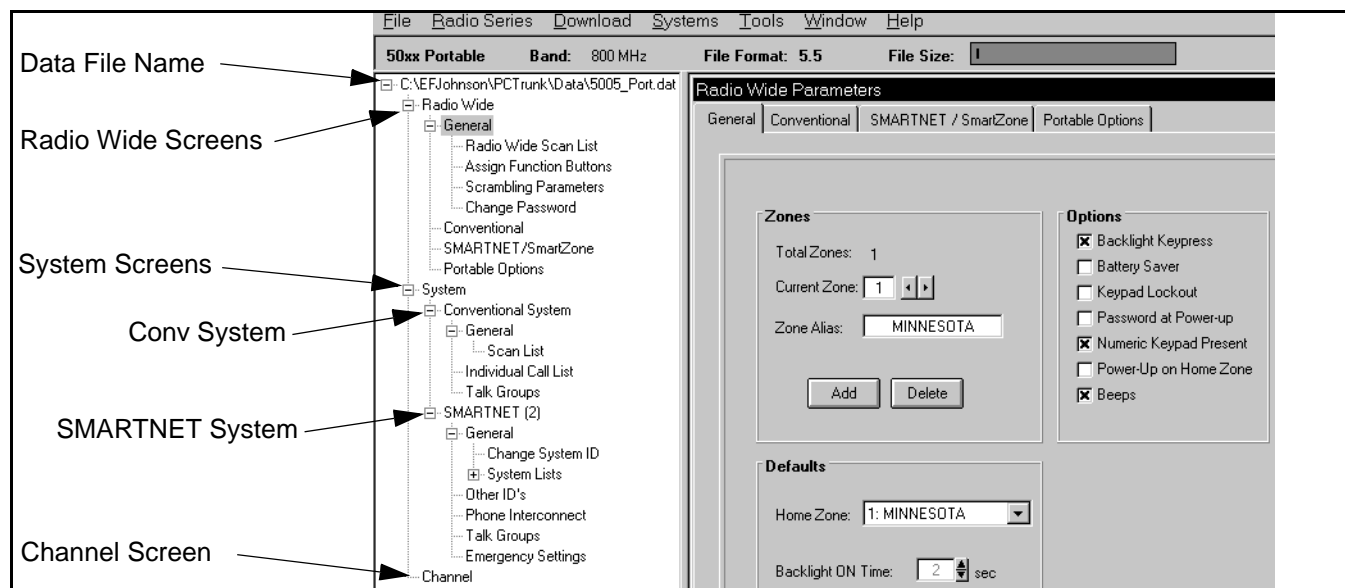 File Radio Series Download Systems Tools Window Help
50xx Portable Band: 800 MHz File Format: 5.5 File Size:
Data File Name
Radio Wide Screens
System Screens
Conv System
SMARTNET System
Channel Screen
C:\EFJohnson\PCTrunk\Data\5005_Port.dat
Radio Wide
General
Radio Wide Scan List
Assign Function Buttons
Scrambling Parameters
Change Password
Conventional
SMARTNET/SmartZone
Portable Options
System
Conventional System
General
Scan List
Individual Call List
Talk Groups
SMARTNET (2)
General
Change System ID
System Lists
Other ID's
Phone Interconnect
Talk Groups
Emergency Settings
Channel
Radio Wide Parameters
General Conventional SMARTNET / SmartZone Portable Options
Zones
Total Zones: 1
Current Zone: 1
Zone Alias: MINNESOTA
Add Delete
Options
Backlight Keypress
Battery Saver
Keypad Lockout
Password at Power-up
Numeric Keypad Present
Power-Up on Home Zone
Beeps
Defaults
Home Zone: 1: MINNESOTA
Backlight ON Time: 2 sec